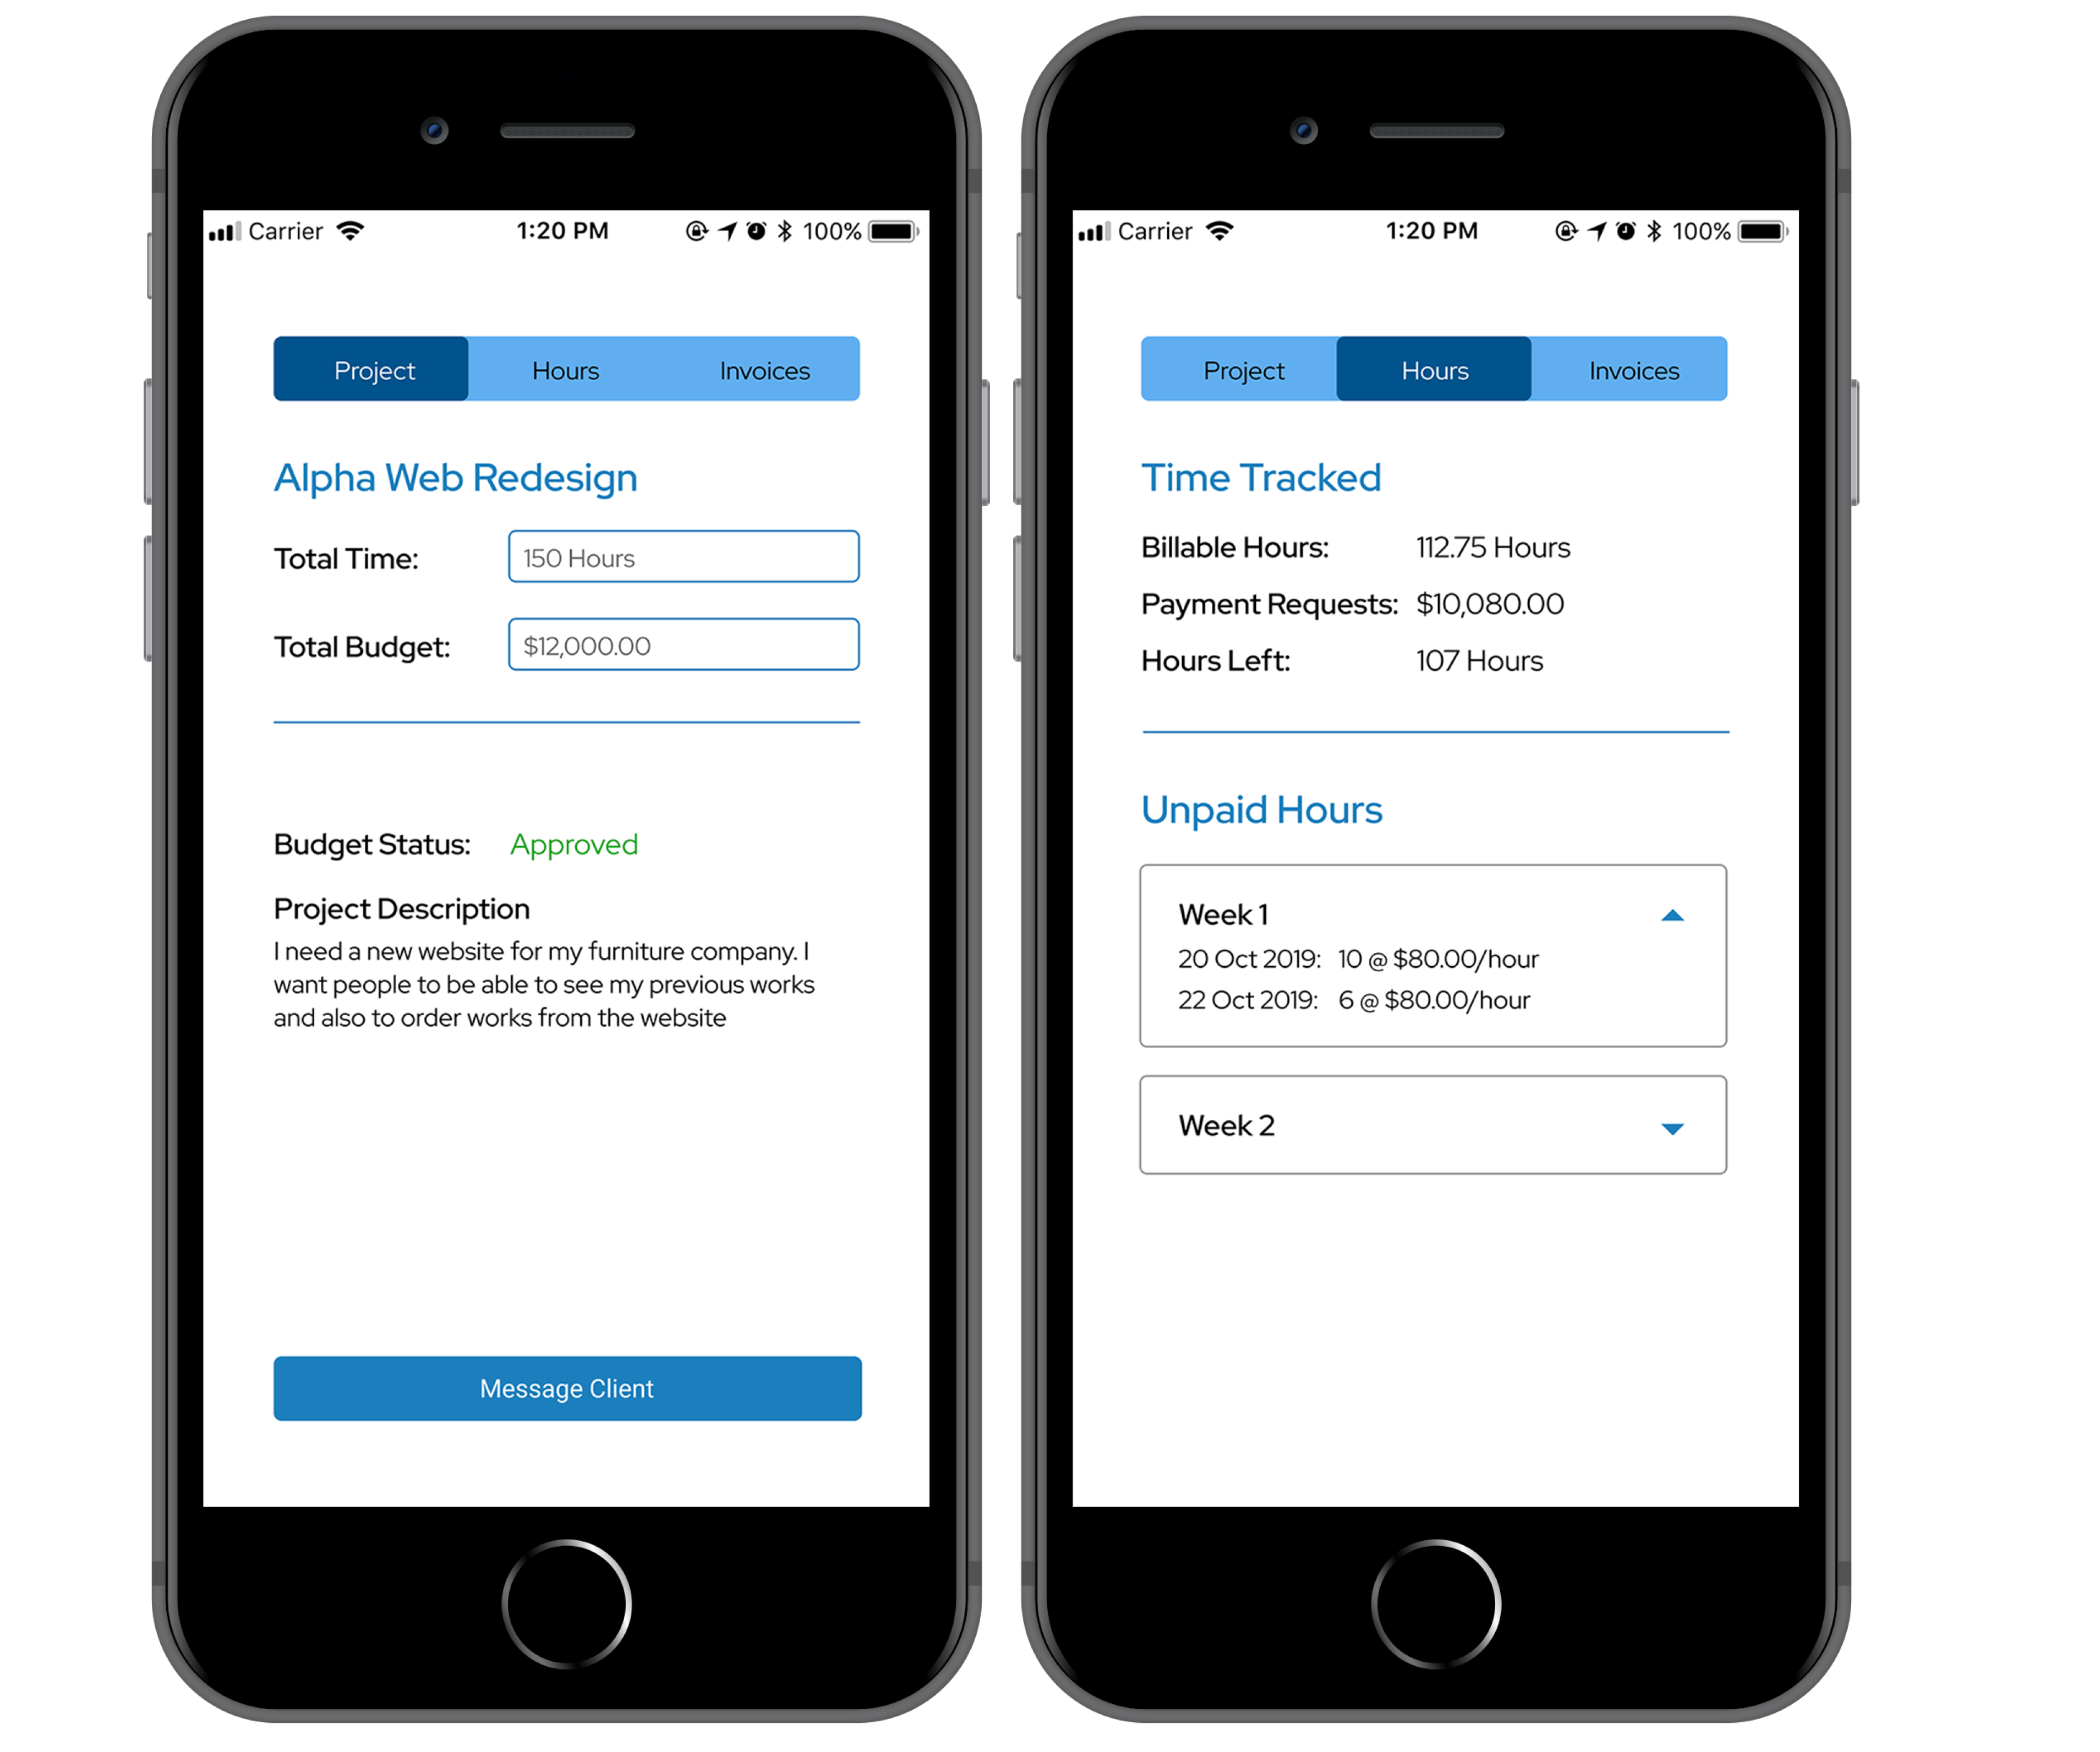 Carrier 1:20 PM 100%
Project Hours Invoices
Alpha Web Redesign
Total Time: 150 Hours
Total Budget: $12,000.00
Budget Status: Approved
Project Description
I need a new website for my furniture company. I
want people to be able to see my previous works
and also to order works from the website
Message Client
Carrier 1:20 PM 100%
Project Hours Invoices
Time Tracked
Billable Hours: 112.75 Hours
Payment Requests: $10,080.00
Hours Left: 107 Hours
Unpaid Hours
Week 1
20 Oct 2019: 10 @ $80.00/hour
22 Oct 2019: 6 @ $80.00/hour
Week 2